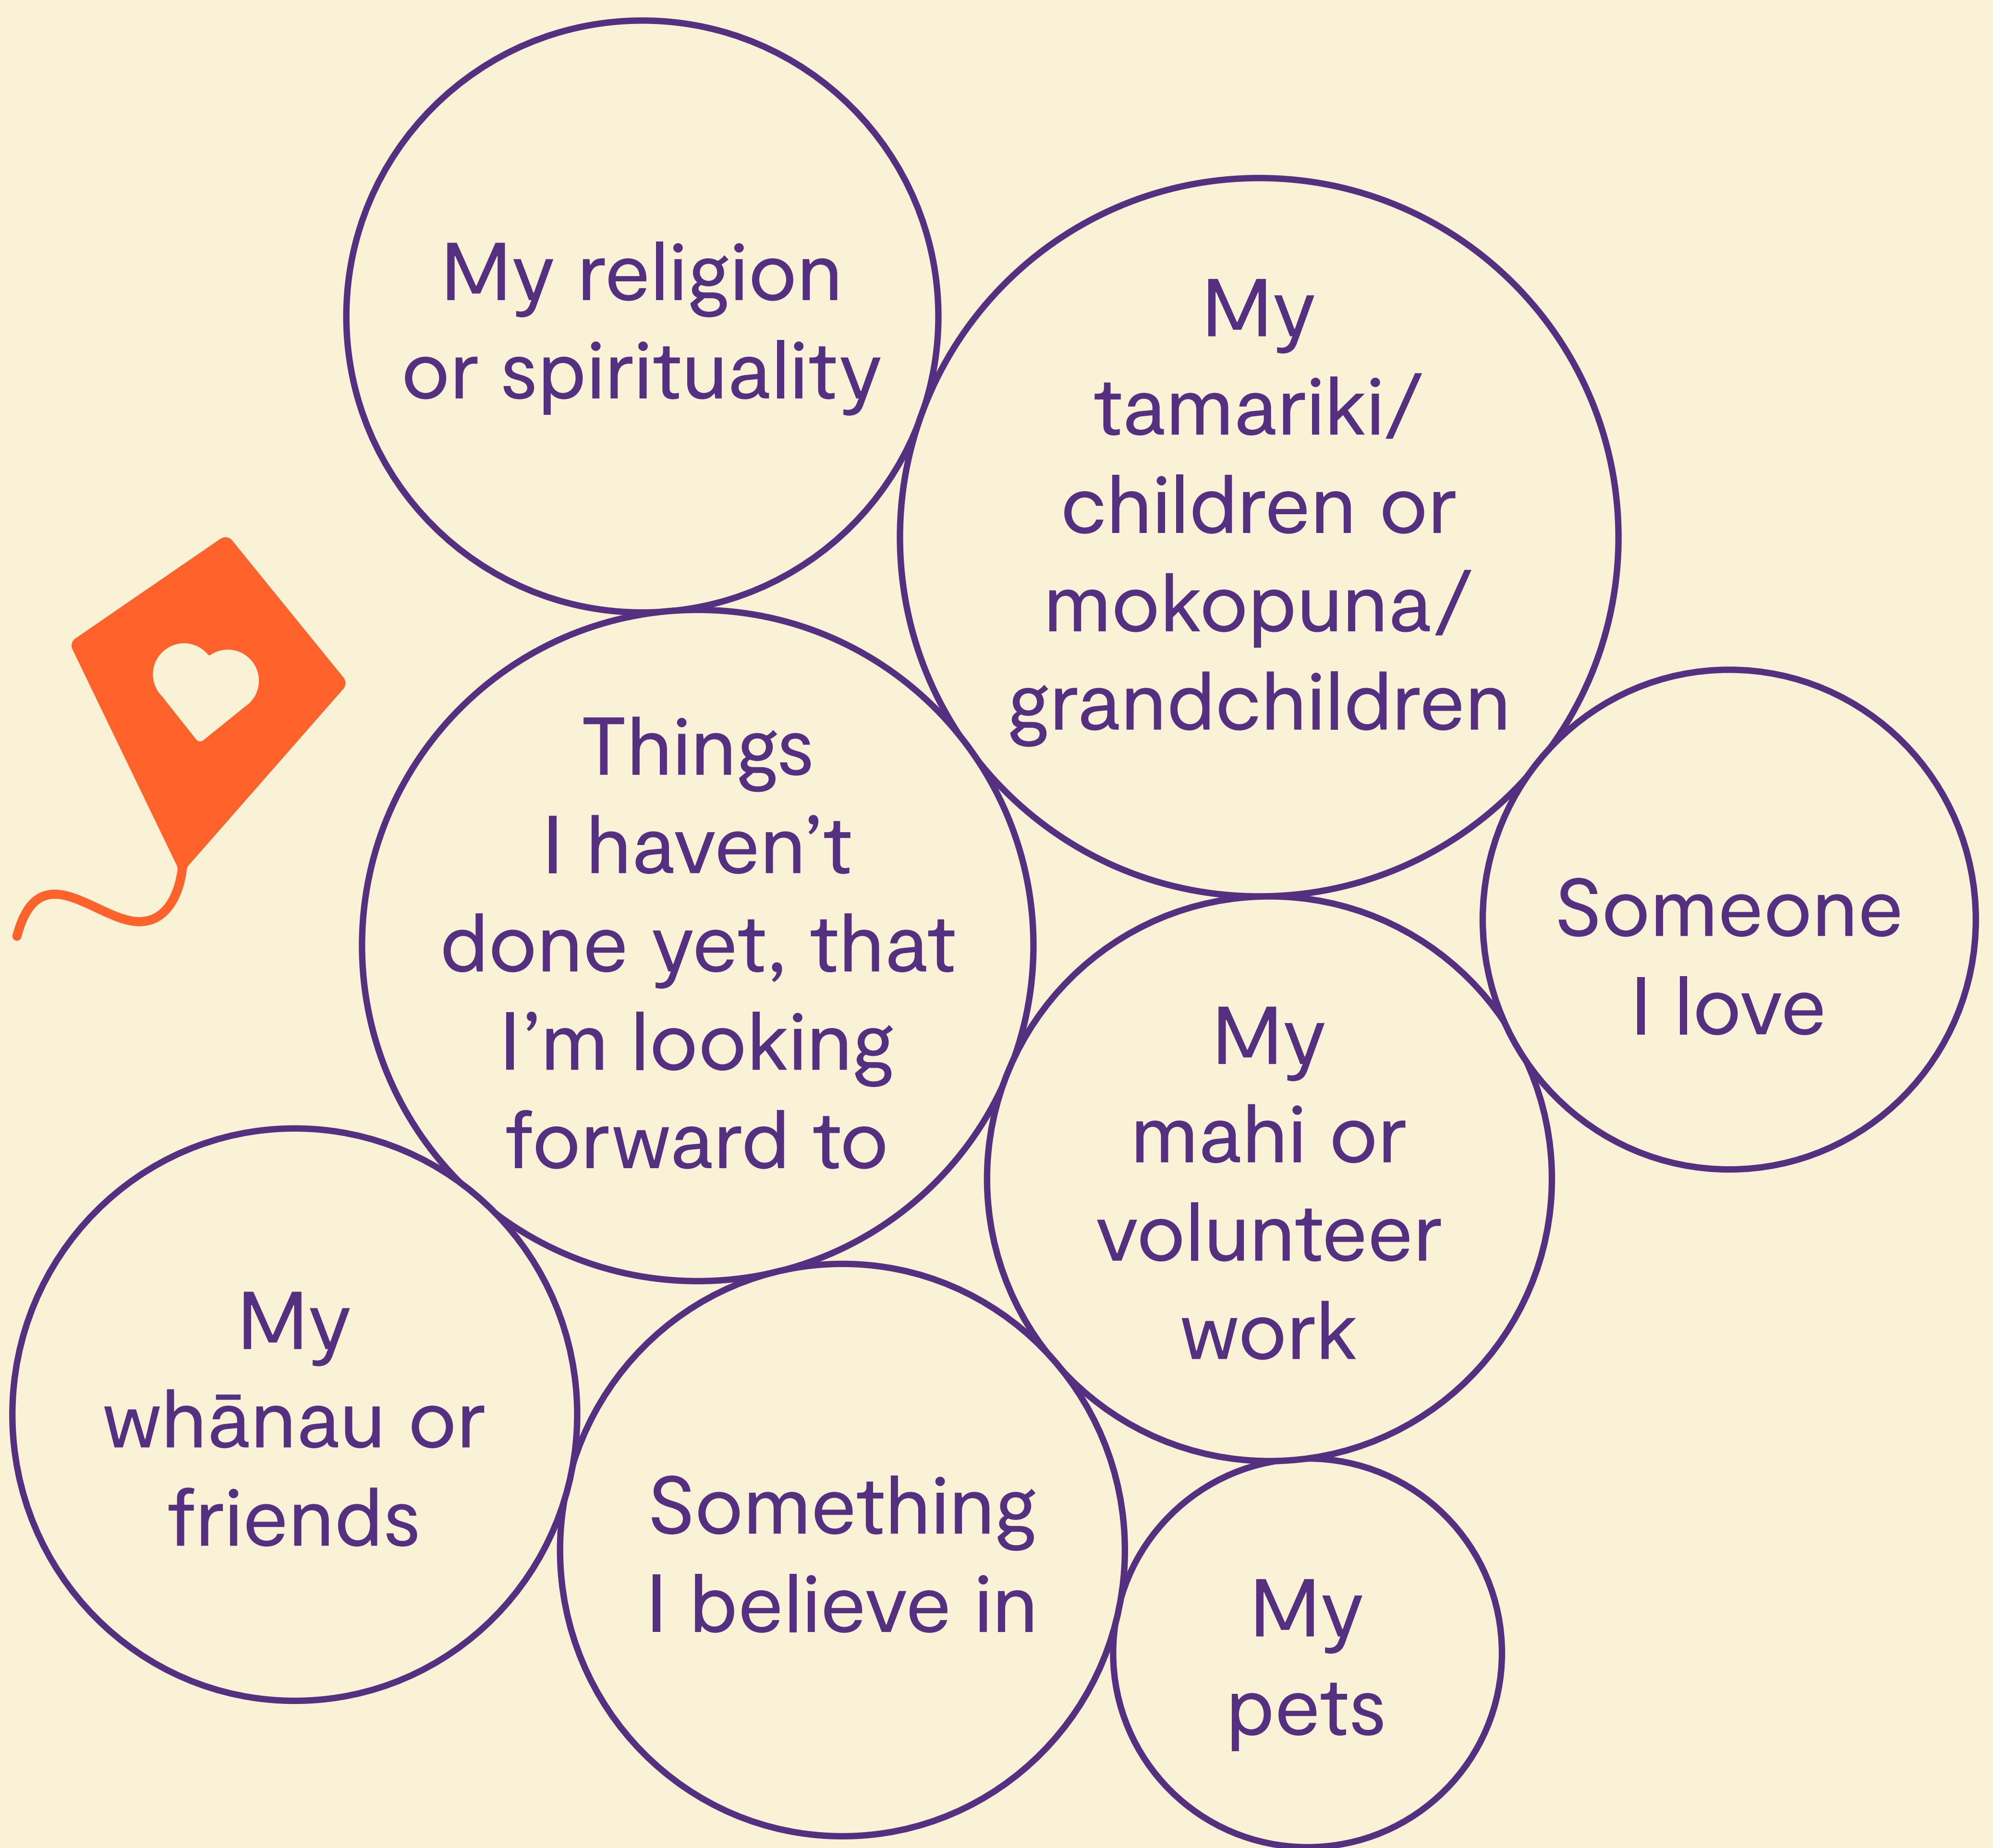 My religion
or spirituality
My
tamariki/
children or
mokopuna/
grandchildren
Things
I haven’t
done yet, that
I’m looking
forward to
Someone
I love
My
mahi or
volunteer
work
My
whānau or
friends
Something
I believe in
My
pets